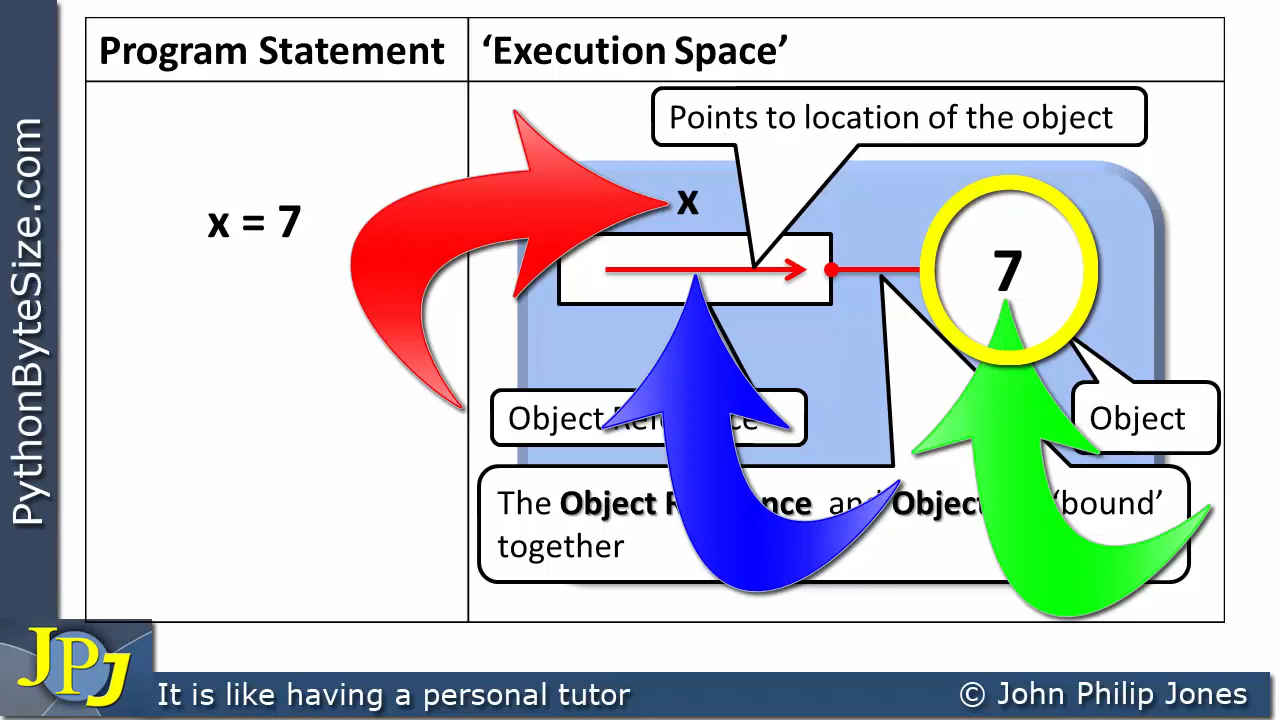 Program Statement
‘Execution Space’
Points to location of the object
x
x = 7
7
Object
Object
The Object and Object ‘bound’
together
PythonByteSize.com
JPJ
It is like having a personal tutor
© John Philip Jones